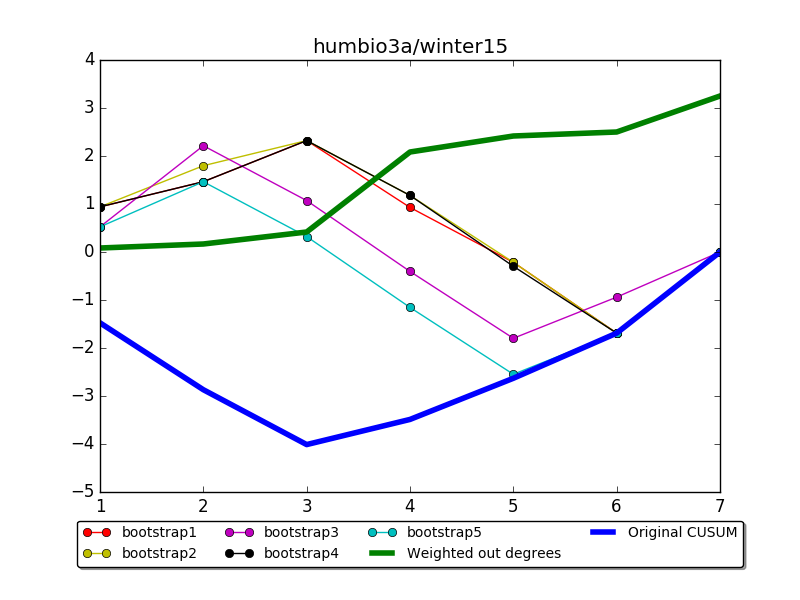 humbio3a/winter15
4
3
2
1
0
−1
−2
−3
−4
−5
1 2 3 4 5 6 7
bootstrap1 bootstrap3 bootstrap5 Original CUSUM
bootstrap2 bootstrap4 Weighted out degrees